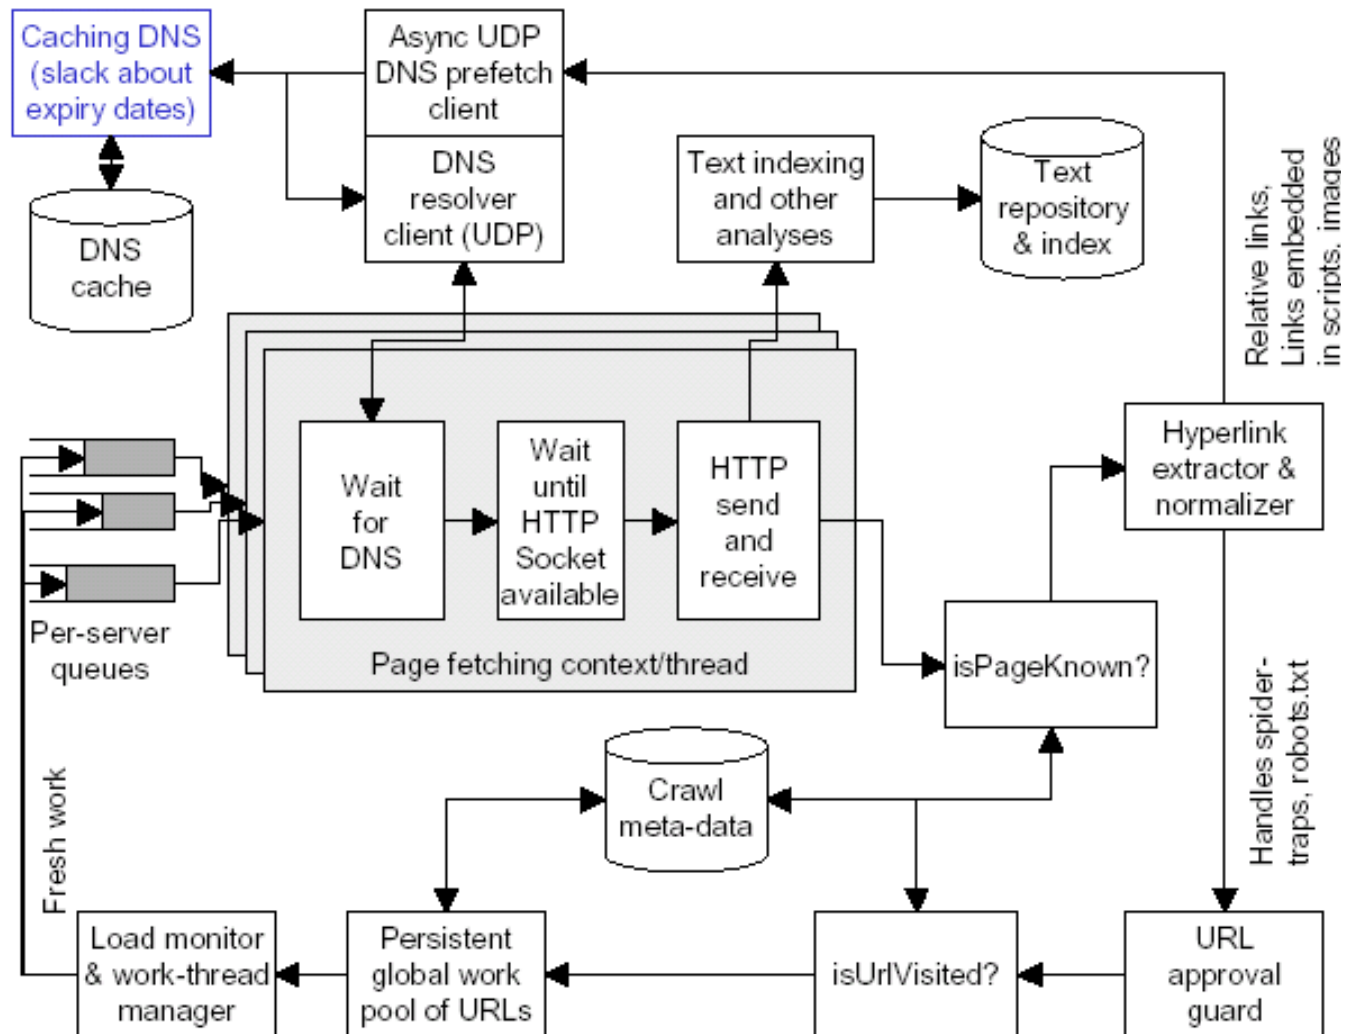 Caching DNS
(slack about
expiry dates)
Async UDP
DNS prefetch
client
DNS
resolver
client (UDP)
DNS
cache
Text indexing
and other
analyses
Text
repository
& index
Relative links,
Links embedded
in scripts. images
Hyperlink
extractor &
normalizer
Wait
for
DNS
Wait
until
HTTP
Socket
available
HTTP
send
and
receive
Page fetching context/thread
Per-server
queues
isPageKnown?
Handles spider-
traps, robots.txt
Crawl
meta-data
Fresh work
Load monitor
& work-thread
manager
Persistent
global work
pool of URLs
isUrlVisited?
URL
approval
guard